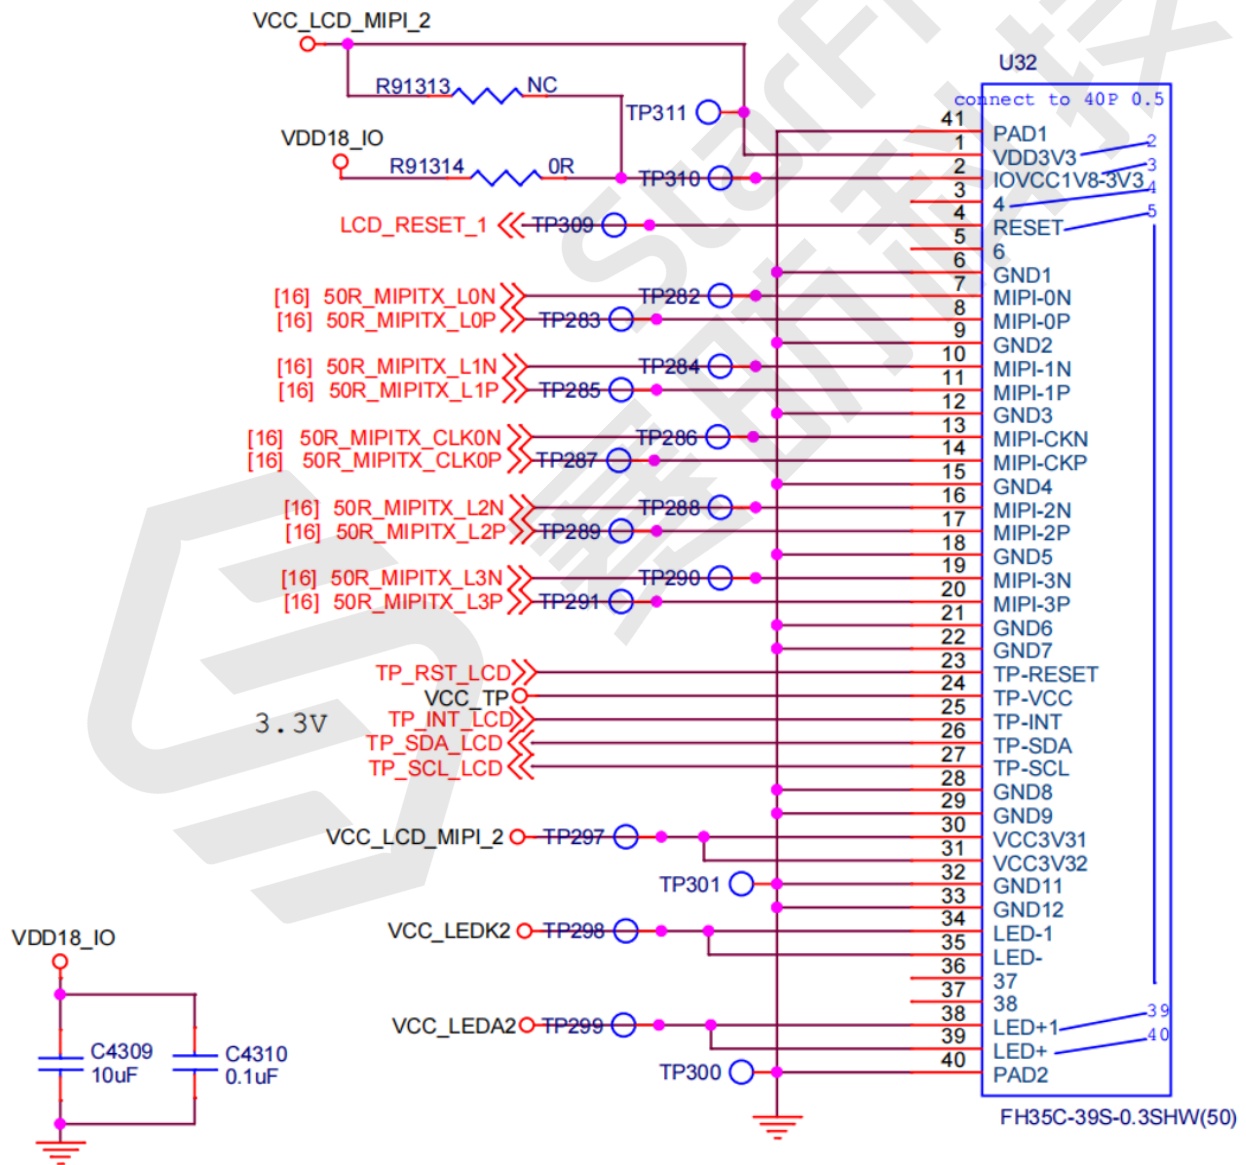 VCC_LCD_MIPI_2
R91313 NC
TP311
VDD18_IO
R91314 0R
TP310
LCD_RESET_1 TP309
[16] 50R_MIPITX_L0N TP282
[16] 50R_MIPITX_L0P TP283
[16] 50R_MIPITX_L1N TP284
[16] 50R_MIPITX_L1P TP285
[16] 50R_MIPITX_CLK0N TP286
[16] 50R_MIPITX_CLK0P TP287
[16] 50R_MIPITX_L2N TP288
[16] 50R_MIPITX_L2P TP289
[16] 50R_MIPITX_L3N TP290
[16] 50R_MIPITX_L3P TP291
TP_RST_LCD
VCC_TP
3.3V
TP_INT_LCD
TP_SDA_LCD
TP_SCL_LCD
VCC_LCD_MIPI_2 TP297
TP301
VCC_LEDK2 TP298
VCC_LEDA2 TP299
TP300
U32
connect to 40P 0.5
41 PAD1
1 VDD3V3 2
2 IOVCC1V8-3V3 3
3 4 4
4 RESET 5
5 6
6 GND1
7 MIPI-0N
8 MIPI-0P
9 GND2
10 MIPI-1N
11 MIPI-1P
12 GND3
13 MIPI-CKN
14 MIPI-CKP
15 GND4
16 MIPI-2N
17 MIPI-2P
18 GND5
19 MIPI-3N
20 MIPI-3P
21 GND6
22 GND7
23 TP-RESET
24 TP-VCC
25 TP-INT
26 TP-SDA
27 TP-SCL
28 GND8
29 GND9
30 VCC3V31
31 VCC3V32
32 GND11
33 GND12
34 LED-1
35 LED-
36 37
37 38
38 LED+1 39
39 LED+ 40
40 PAD2
FH35C-39S-0.3SHW(50)
VDD18_IO
C4309
10uF
C4310
0.1uF